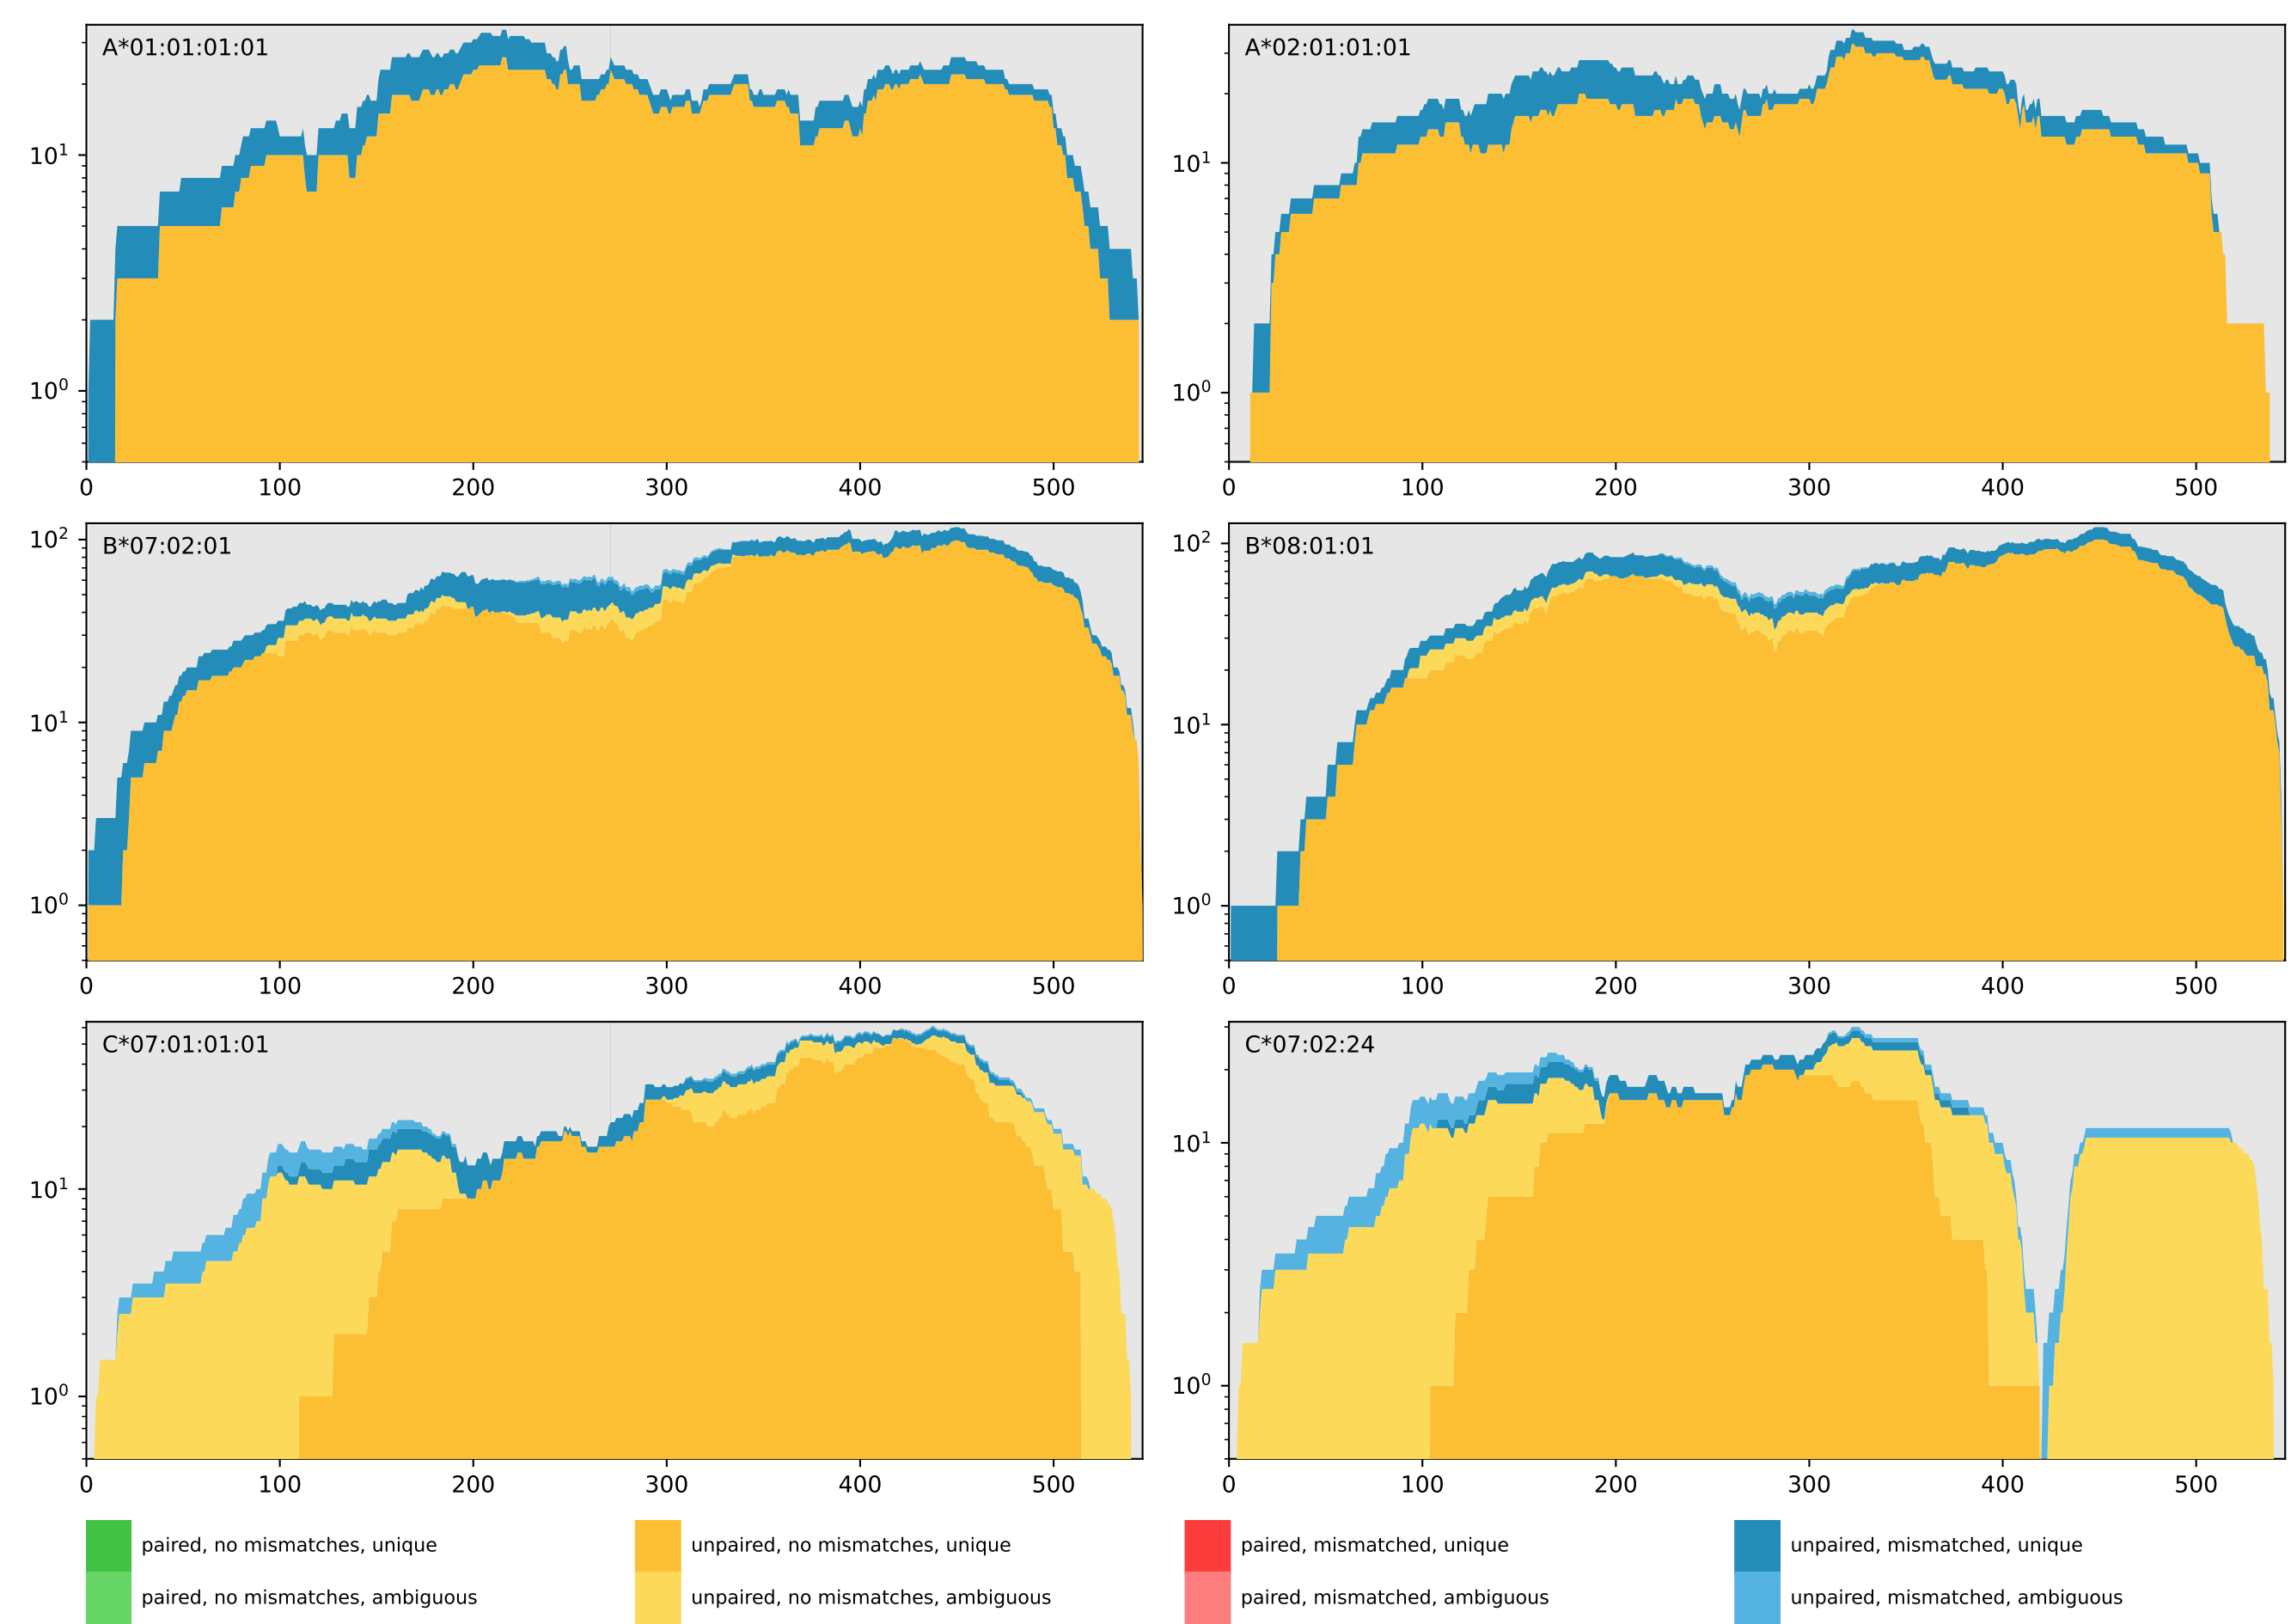 A*01:01:01:01
A*02:01:01:01
10¹
10⁰
0 100 200 300 400 500
10¹
10⁰
0 100 200 300 400 500
B*07:02:01
B*08:01:01
10²
10¹
10⁰
0 100 200 300 400 500
10²
10¹
10⁰
0 100 200 300 400 500
C*07:01:01:01
C*07:02:24
10¹
10⁰
0 100 200 300 400 500
10¹
10⁰
0 100 200 300 400 500
paired, no mismatches, unique
unpaired, no mismatches, unique
paired, mismatched, unique
unpaired, mismatched, unique
paired, no mismatches, ambiguous
unpaired, no mismatches, ambiguous
paired, mismatched, ambiguous
unpaired, mismatched, ambiguous